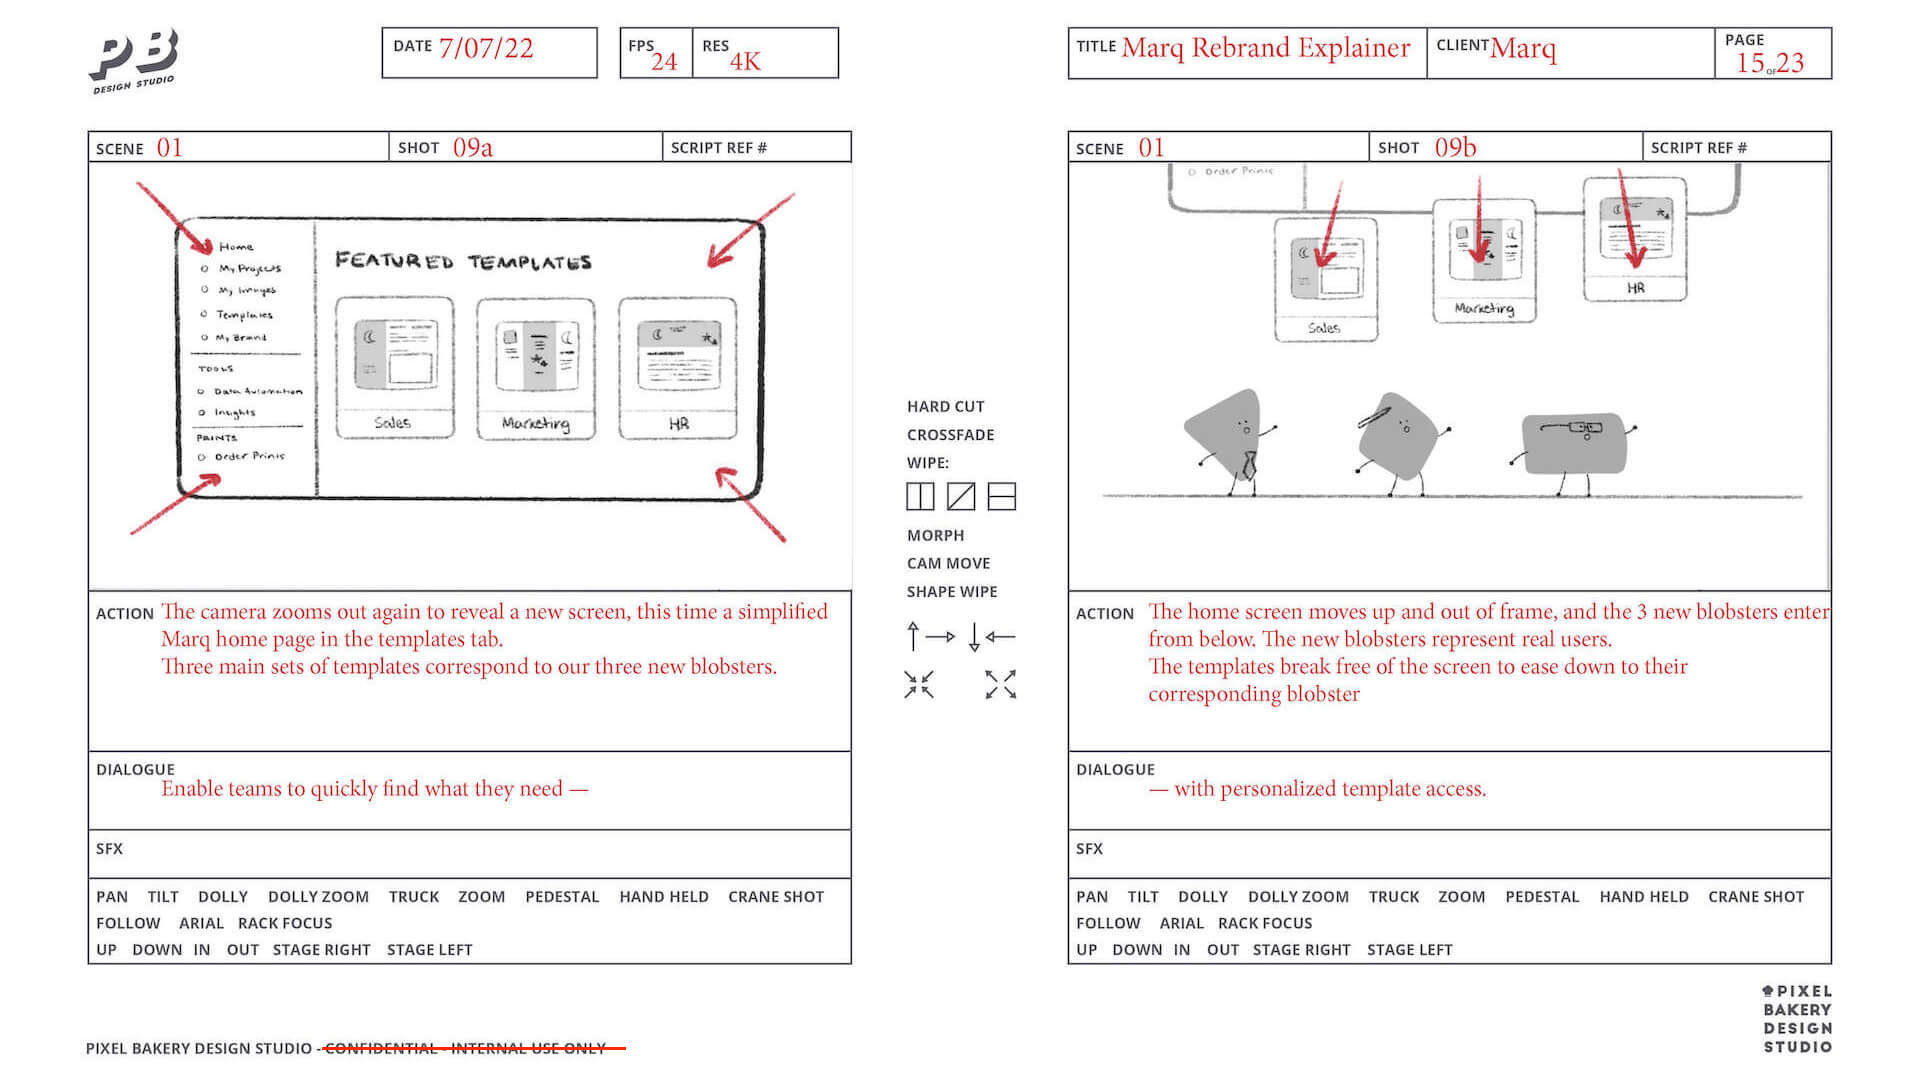 PB
DESIGN STUDIO
DATE 7/07/22
FPS 24
RES 4K
TITLE Marq Rebrand Explainer
CLIENT Marq
PAGE 15 OF 23
SCENE 01
SHOT 09a
SCRIPT REF #
Home
My Projects
My Images
Templates
My Brand
TOOLS
Data Automation
Insights
PRINTS
Order Prints
FEATURED TEMPLATES
Sales
Marketing
HR
ACTION The camera zooms out again to reveal a new screen, this time a simplified
Marq home page in the templates tab.
Three main sets of templates correspond to our three new blobsters.
DIALOGUE
Enable teams to quickly find what they need —
SFX
PAN TILT DOLLY DOLLY ZOOM TRUCK ZOOM PEDESTAL HAND HELD CRANE SHOT
FOLLOW ARIAL RACK FOCUS
UP DOWN IN OUT STAGE RIGHT STAGE LEFT
HARD CUT
CROSSFADE
WIPE:
MORPH
CAM MOVE
SHAPE WIPE
SCENE 01
SHOT 09b
SCRIPT REF #
Order Prints
Sales
Marketing
HR
ACTION The home screen moves up and out of frame, and the 3 new blobsters enter
from below. The new blobsters represent real users.
The templates break free of the screen to ease down to their
corresponding blobster
DIALOGUE
— with personalized template access.
SFX
PAN TILT DOLLY DOLLY ZOOM TRUCK ZOOM PEDESTAL HAND HELD CRANE SHOT
FOLLOW ARIAL RACK FOCUS
UP DOWN IN OUT STAGE RIGHT STAGE LEFT
PIXEL BAKERY DESIGN STUDIO - CONFIDENTIAL - INTERNAL USE ONLY
PIXEL
BAKERY
DESIGN
STUDIO